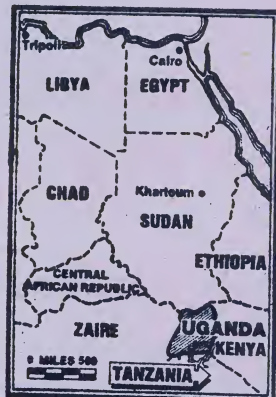 Tripoli
Cairo
LIBYA
EGYPT
CHAD
Khartoum
SUDAN
ETHIOPIA
CENTRAL
AFRICAN REPUBLIC
UGANDA
ZAIRE
KENYA
0 MILES 500
TANZANIA